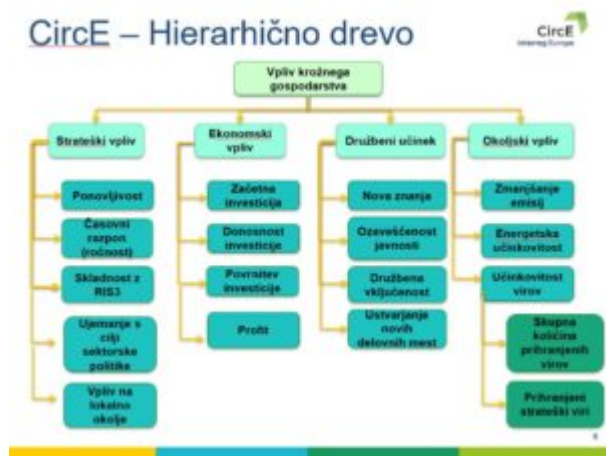 CircE – Hierarhično drevo
CircE
Interreg Europe
Vpliv krožnega
gospodarstva
Strateški vpliv
Ekonomski
vpliv
Družbeni učinek
Okoljski vpliv
Ponovljivost
Časovni
razpon
(ročnost)
Skladnost z
RIS3
Ujemanje s
cilji
sektorske
politike
Vpliv na
lokalno
okolje
Začetna
investicija
Donosnost
investicije
Povrnitev
investicije
Profit
Nova znanja
Ozaveščenost
javnosti
Družbena
vključenost
Ustvarjanje
novih
delovnih mest
Zmanjšanje
emisij
Energetska
učinkovitost
Učinkovitost
virov
Skupna
količina
prihranjenih
virov
Prihranjeni
strateški viri